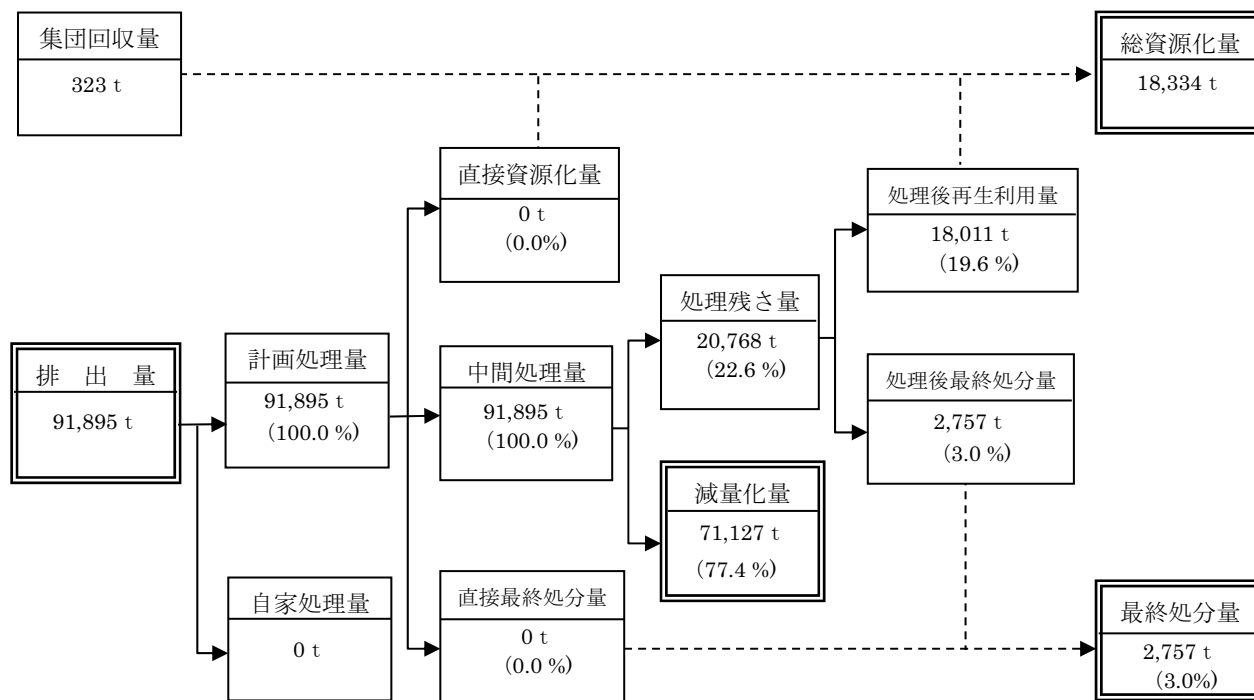 集団回収量
323 t
総資源化量
18,334 t
直接資源化量
0 t
(0.0%)
処理後再生利用量
18,011 t
(19.6 %)
処理残さ量
20,768 t
(22.6 %)
排 出 量
91,895 t
計画処理量
91,895 t
(100.0 %)
中間処理量
91,895 t
(100.0 %)
処理後最終処分量
2,757 t
(3.0 %)
減量化量
71,127 t
(77.4 %)
自家処理量
0 t
直接最終処分量
0 t
(0.0 %)
最終処分量
2,757 t
(3.0%)